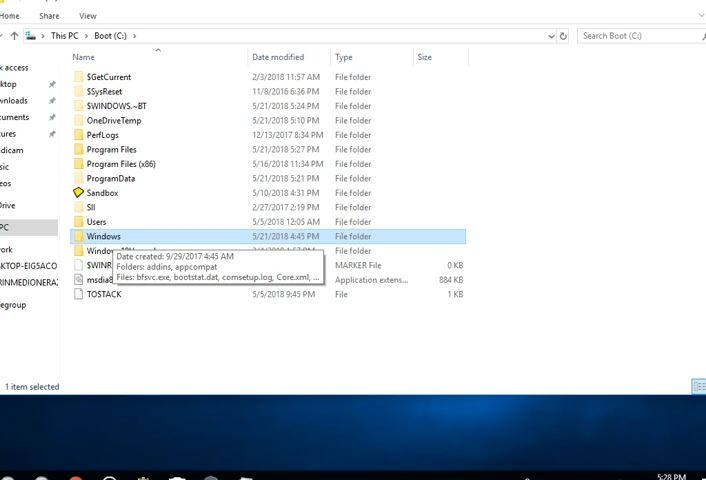 Home Share View
This PC Boot (C:) Search Boot (C:)
Name Date modified Type Size
k access
$GetCurrent 2/3/2018 11:57 AM File folder
ktop $SysReset 11/8/2016 6:36 PM File folder
wnloads $WINDOWS.~BT 5/21/2018 5:24 PM File folder
cuments OneDriveTemp 5/21/2018 5:10 PM File folder
ures PerfLogs 12/13/2017 8:34 PM File folder
ndicam Program Files 5/21/2018 5:27 PM File folder
sic Program Files (x86) 5/16/2018 11:34 PM File folder
eos ProgramData 5/21/2018 5:21 PM File folder
Sandbox 5/10/2018 4:31 PM File folder
rive SII 2/27/2017 2:19 PM File folder
PC Users 5/5/2018 12:05 AM File folder
Windows 5/21/2018 4:45 PM File folder
ork File folder
Date created: 9/29/2017 4:45 AM
SKTOP-EIG5ACO $WINR MARKER File 0 KB
Folders: addins, appcompat
Files: bfsvc.exe, bootstat.dat, comsetup.log, Core.xml, ...
msdia8 Application exten... 884 KB
RINMEDIONERA
TOSTACK 5/5/2018 9:45 PM File 1 KB
egroup
1 item selected
5:28 PM